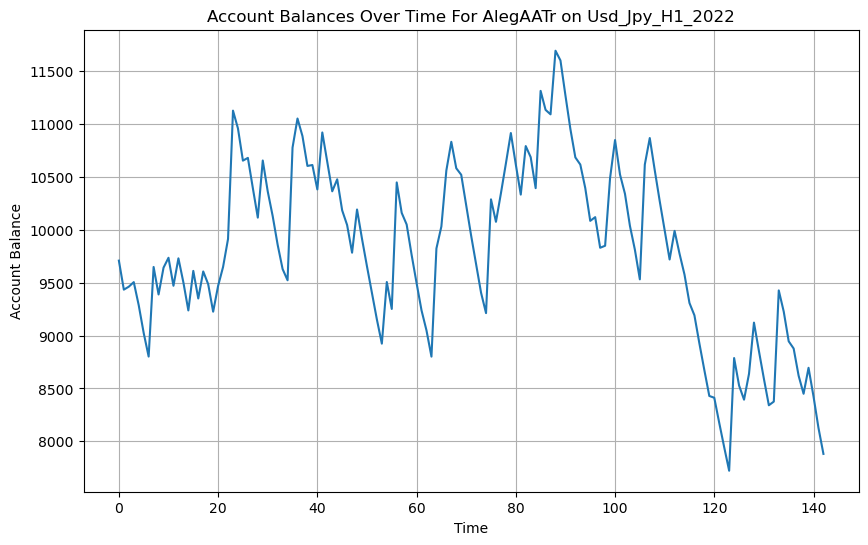 Account Balances Over Time For AlegAATr on Usd_Jpy_H1_2022
11500
11000
10500
10000
9500
9000
8500
8000
Account Balance
0 20 40 60 80 100 120 140
Time